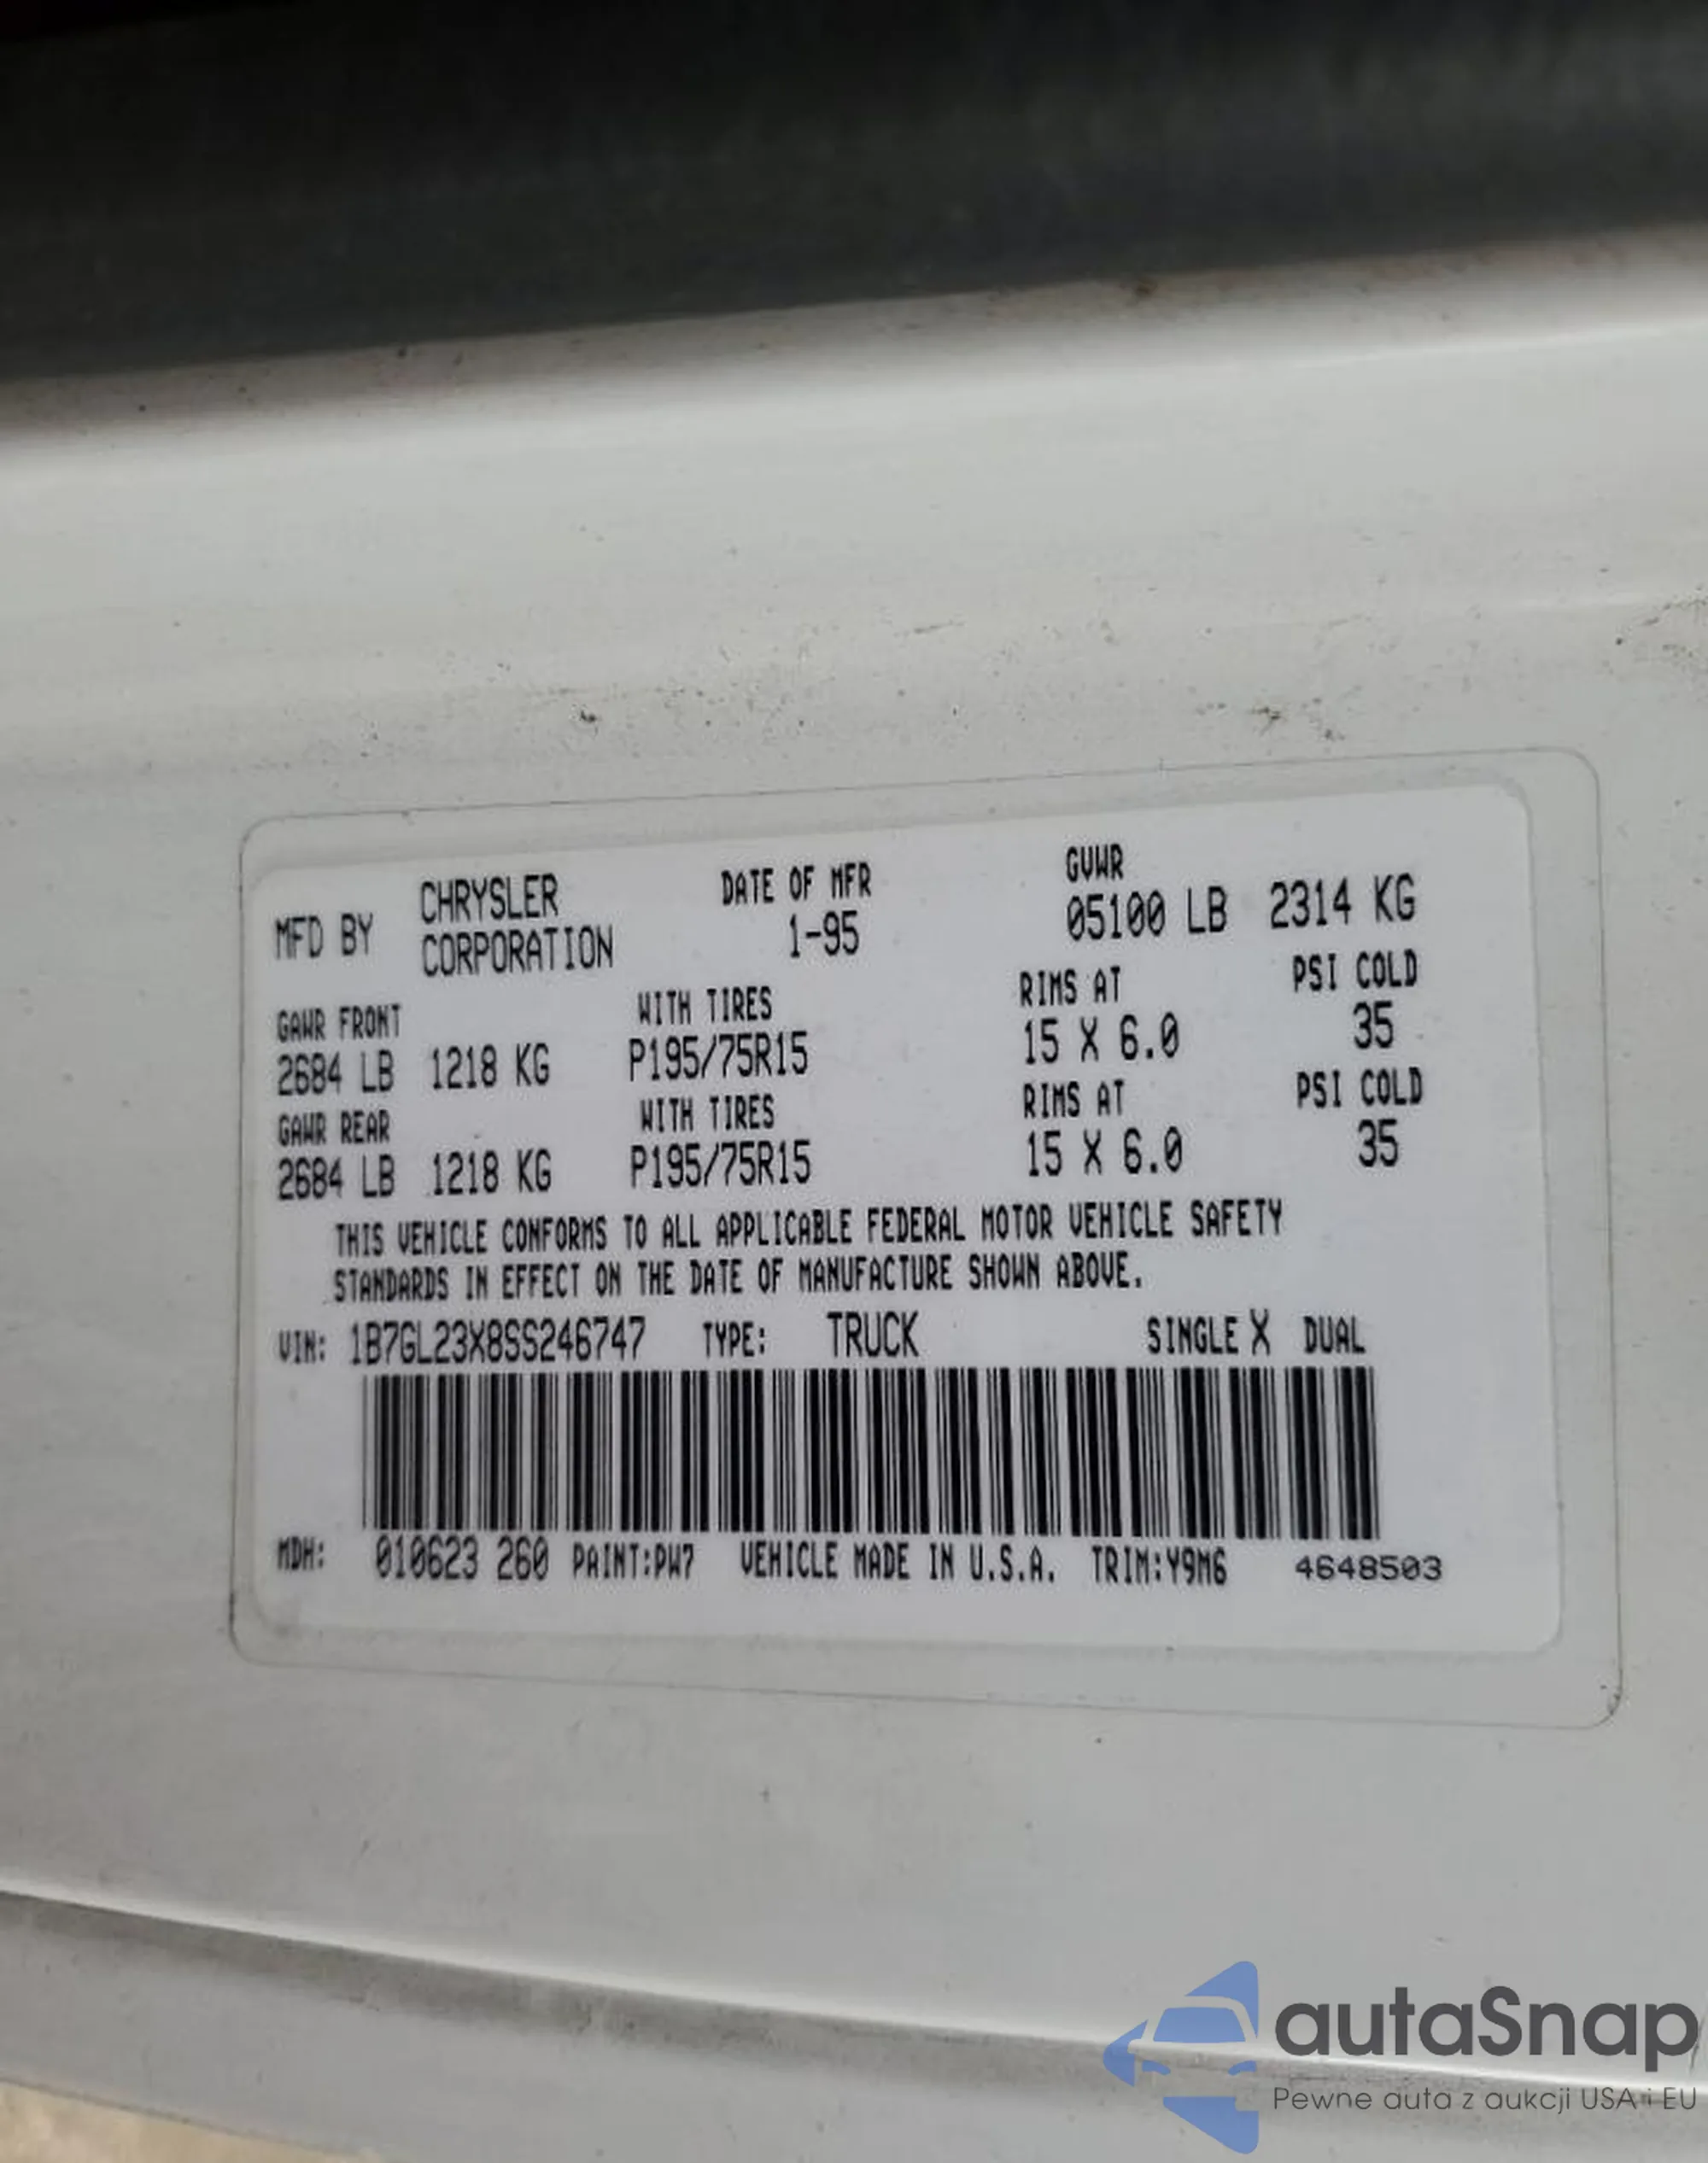 MFD BY CHRYSLER CORPORATION DATE OF MFR 1-95 GVWR 05100 LB 2314 KG
GAWR FRONT WITH TIRES RIMS AT PSI COLD
2684 LB 1218 KG P195/75R15 15 X 6.0 35
GAWR REAR WITH TIRES RIMS AT PSI COLD
2684 LB 1218 KG P195/75R15 15 X 6.0 35
THIS VEHICLE CONFORMS TO ALL APPLICABLE FEDERAL MOTOR VEHICLE SAFETY
STANDARDS IN EFFECT ON THE DATE OF MANUFACTURE SHOWN ABOVE.
VIN: 1B7GL23X8SS246747 TYPE: TRUCK SINGLE X DUAL
MDH: 010623 260 PAINT:PW7 VEHICLE MADE IN U.S.A. TRIM:Y9M6 4648503
autaSnap
Pewne auta z aukcji USA i EU